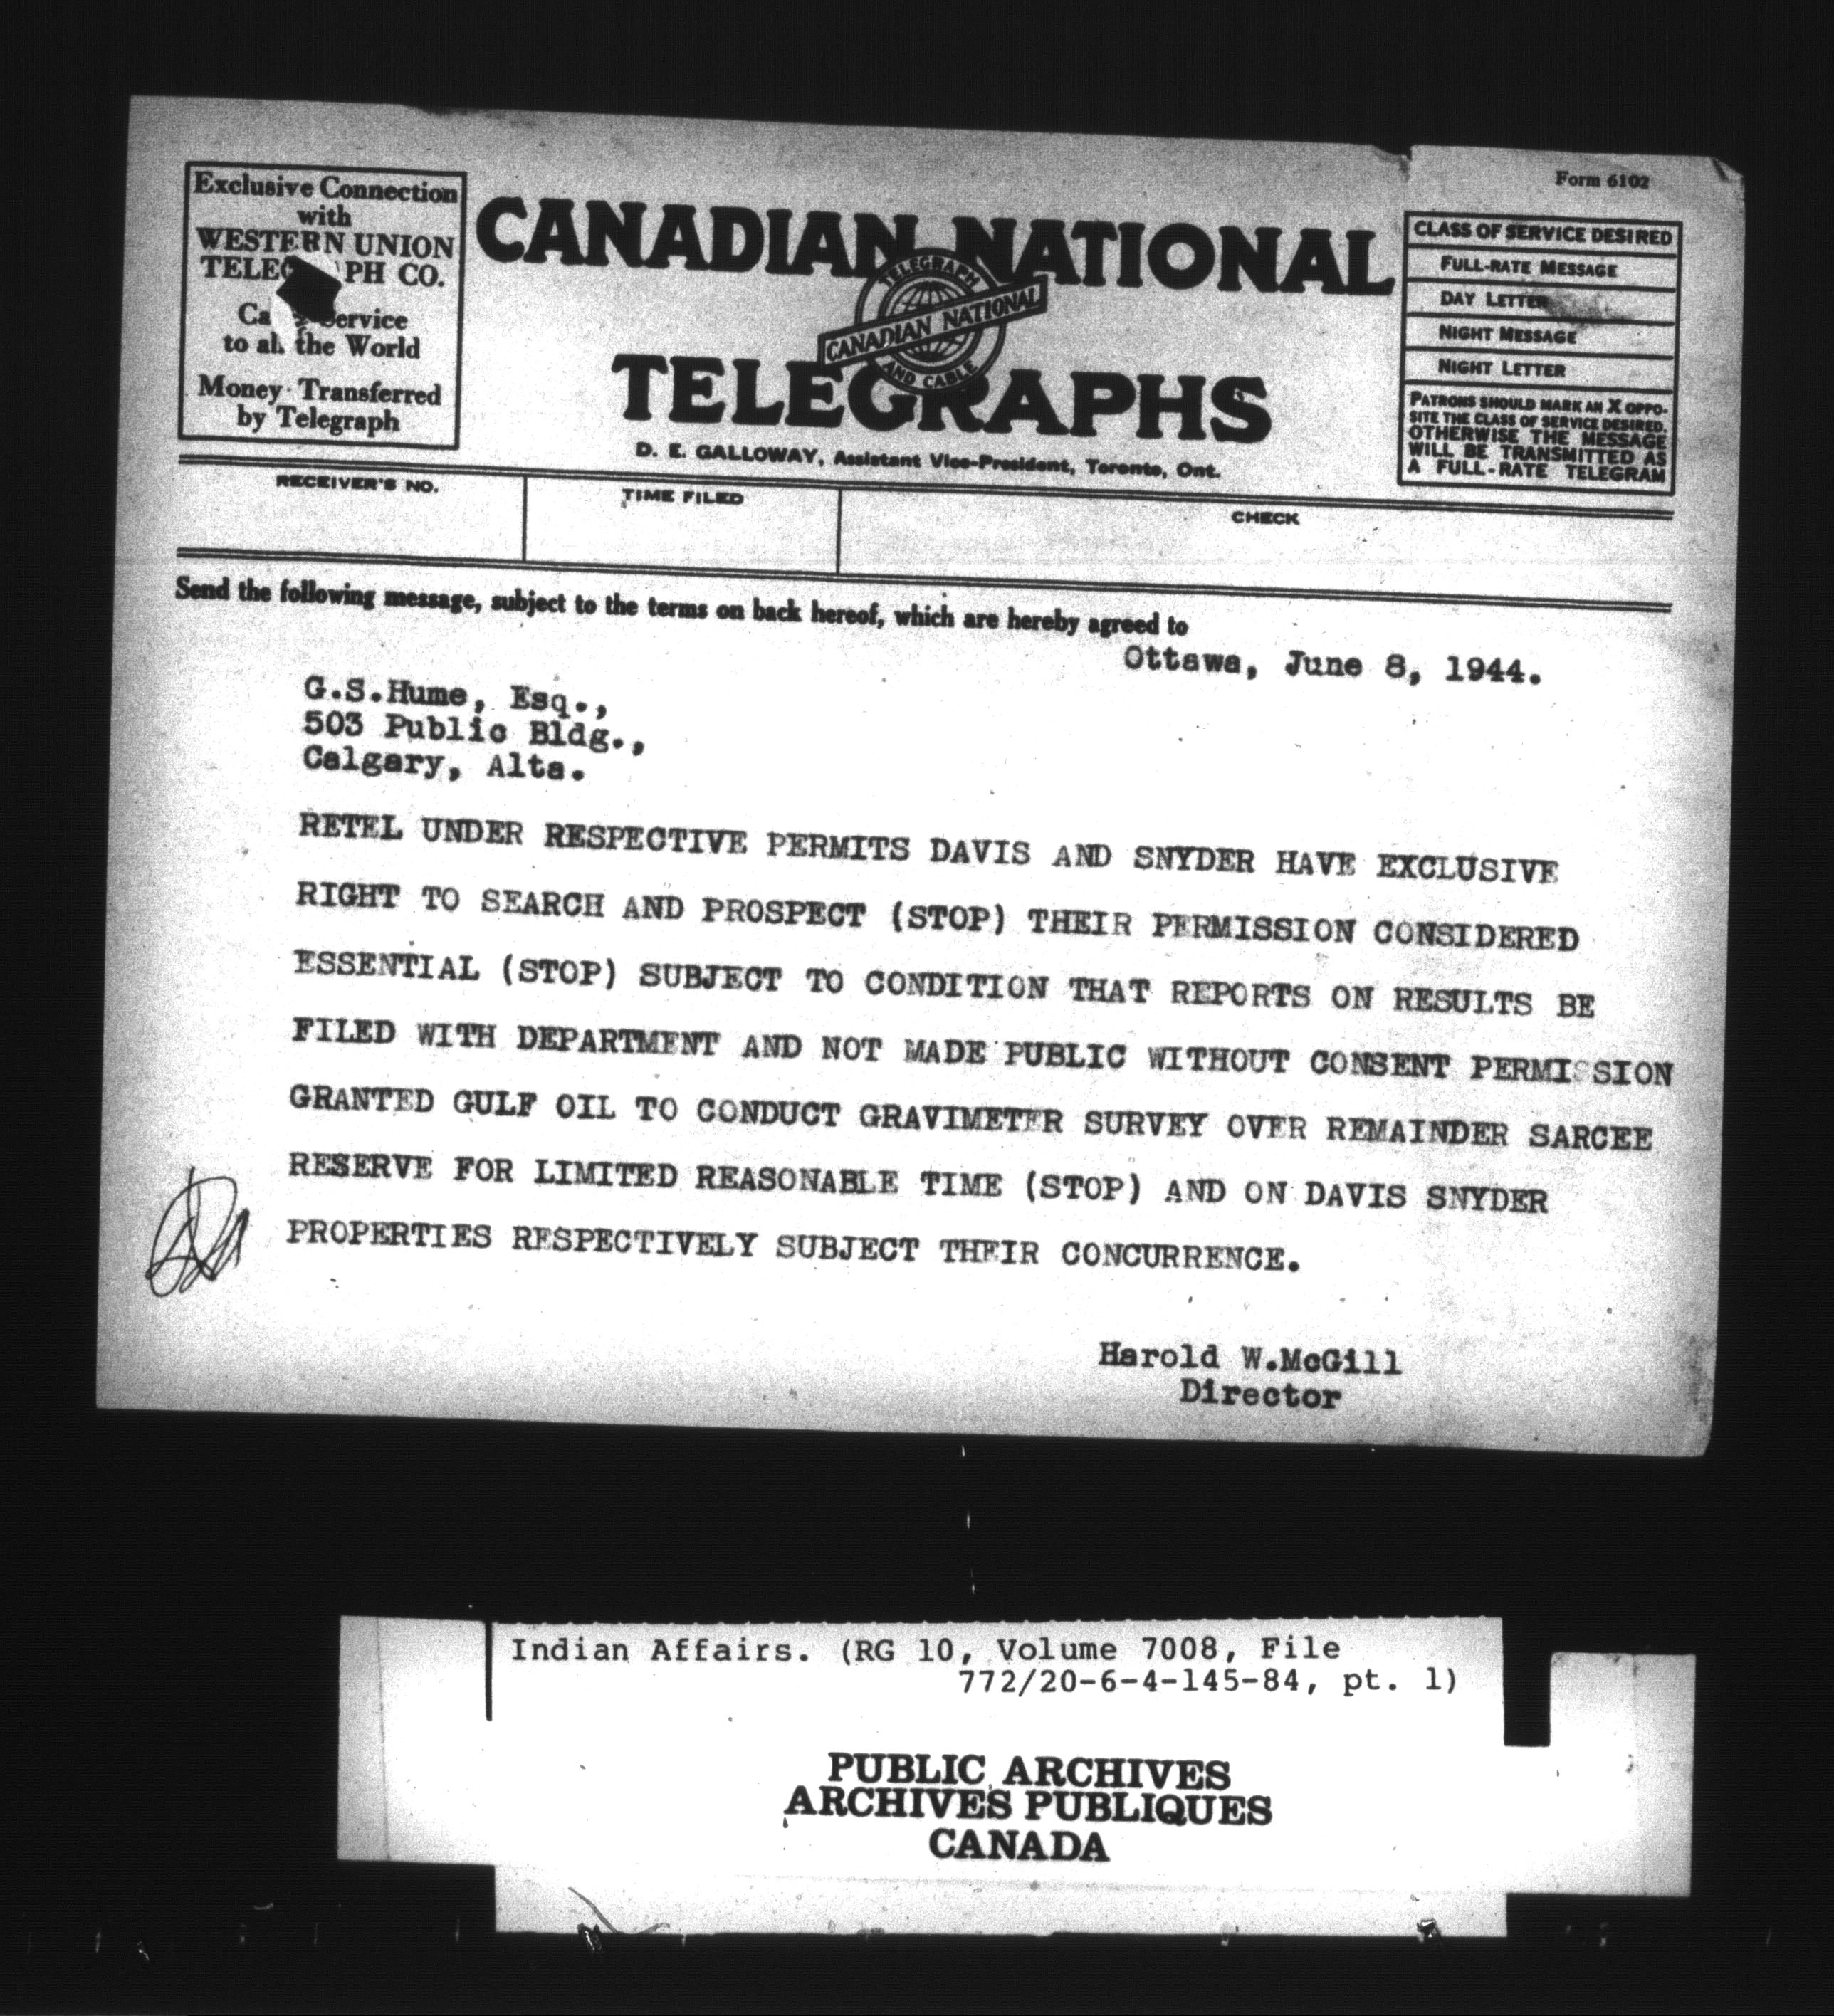 Form 6102
Exclusive Connection
with
WESTERN UNION
TELEG PH CO.
Ca Service
to all the World
Money Transferred
by Telegraph
CANADIAN NATIONAL
TELEGRAPH
CANADIAN NATIONAL
AND CABLE
TELEGRAPHS
D. E. GALLOWAY, Assistant Vice-President, Toronto, Ont.
CLASS OF SERVICE DESIRED
FULL-RATE MESSAGE
DAY LETTER
NIGHT MESSAGE
NIGHT LETTER
PATRONS SHOULD MARK AN X OPPO-
SITE THE CLASS OF SERVICE DESIRED.
OTHERWISE THE MESSAGE
WILL BE TRANSMITTED AS
A FULL-RATE TELEGRAM
RECEIVER'S NO.
TIME FILED
CHECK
Send the following message, subject to the terms on back hereof, which are hereby agreed to
Ottawa, June 8, 1944.
G.S.Hume, Esq.,
503 Public Bldg.,
Calgary, Alta.
RETEL UNDER RESPECTIVE PERMITS DAVIS AND SNYDER HAVE EXCLUSIVE
RIGHT TO SEARCH AND PROSPECT (STOP) THEIR PERMISSION CONSIDERED
ESSENTIAL (STOP) SUBJECT TO CONDITION THAT REPORTS ON RESULTS BE
FILED WITH DEPARTMENT AND NOT MADE PUBLIC WITHOUT CONSENT PERMISSION
GRANTED GULF OIL TO CONDUCT GRAVIMETER SURVEY OVER REMAINDER SARCEE
RESERVE FOR LIMITED REASONABLE TIME (STOP) AND ON DAVIS SNYDER
PROPERTIES RESPECTIVELY SUBJECT THEIR CONCURRENCE.
Harold W.McGill
Director
Indian Affairs. (RG 10, Volume 7008, File
772/20-6-4-145-84, pt. 1)
PUBLIC ARCHIVES
ARCHIVES PUBLIQUES
CANADA